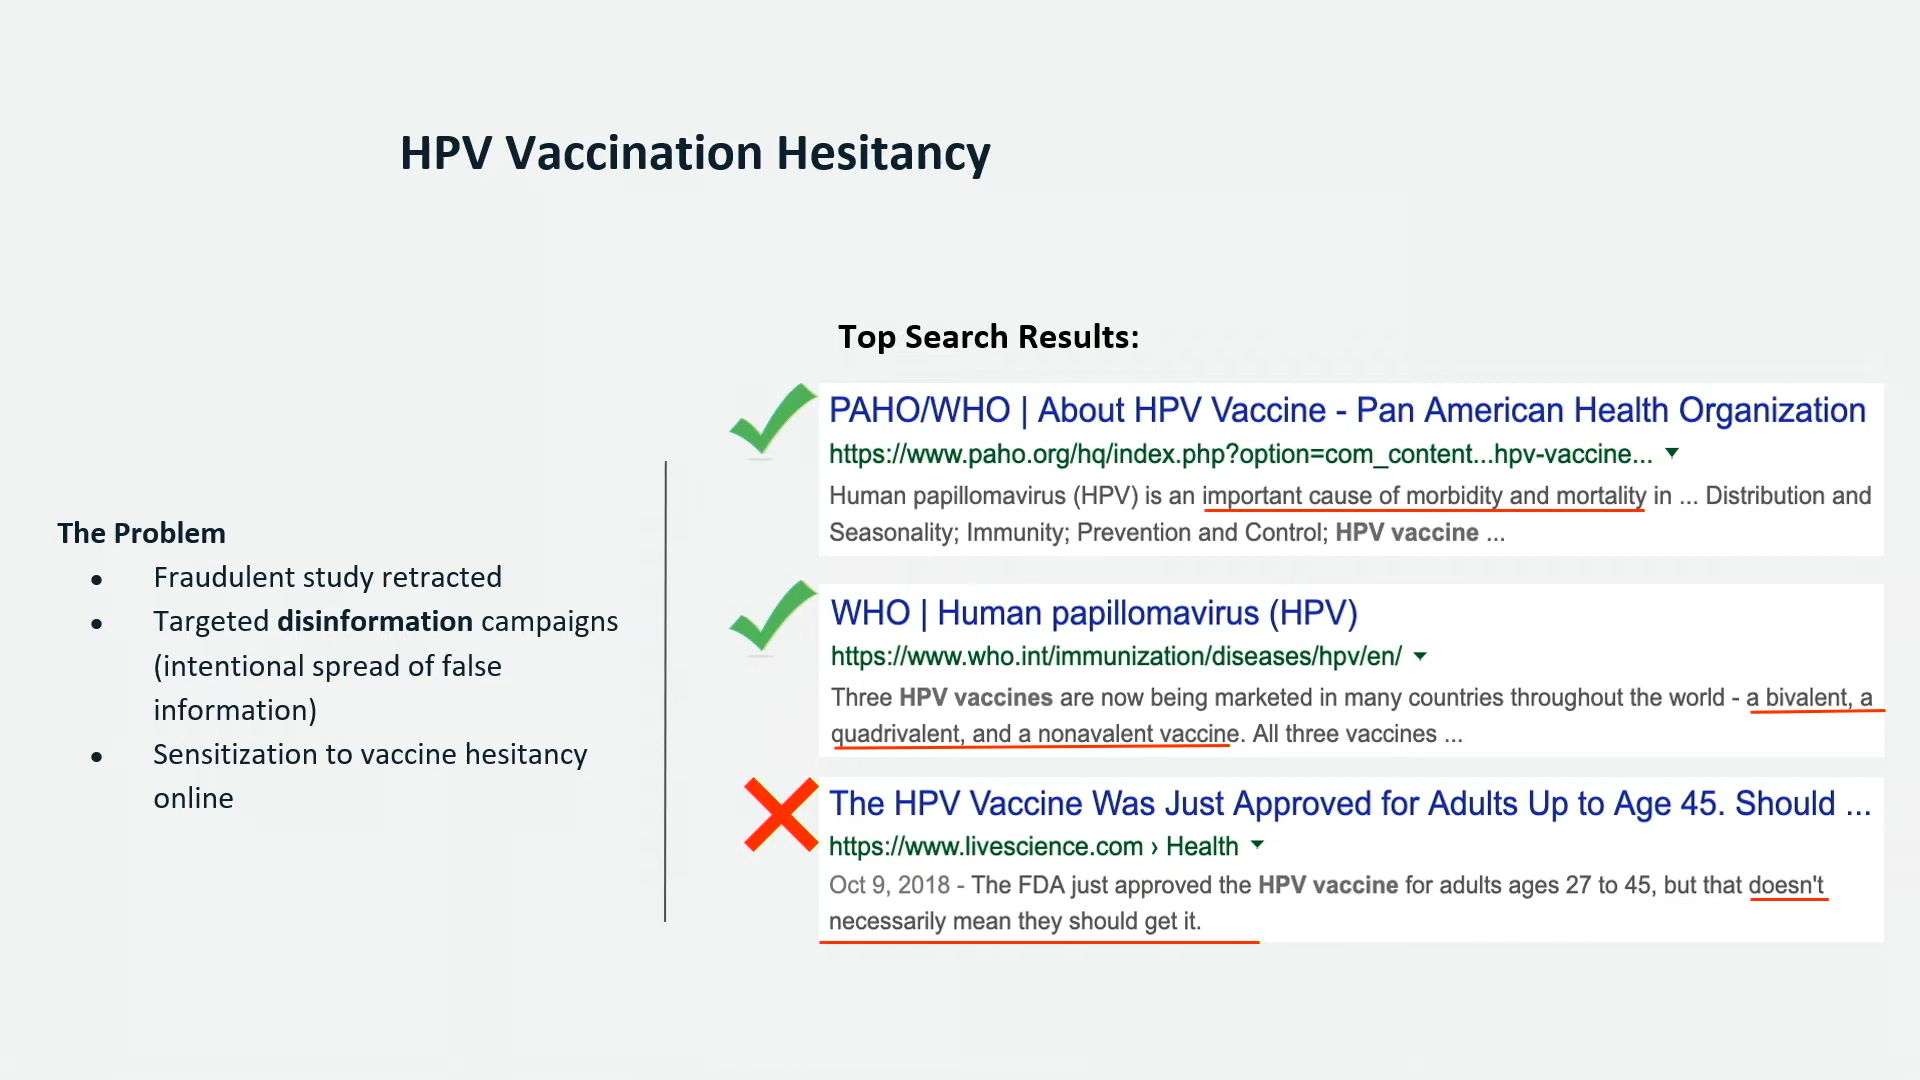 HPV Vaccination Hesitancy
The Problem
● Fraudulent study retracted
● Targeted disinformation campaigns
(intentional spread of false
information)
● Sensitization to vaccine hesitancy
online
Top Search Results:
PAHO/WHO | About HPV Vaccine - Pan American Health Organization
https://www.paho.org/hq/index.php?option=com_content...hpv-vaccine...
Human papillomavirus (HPV) is an important cause of morbidity and mortality in ... Distribution and
Seasonality; Immunity; Prevention and Control; HPV vaccine ...
WHO | Human papillomavirus (HPV)
https://www.who.int/immunization/diseases/hpv/en/
Three HPV vaccines are now being marketed in many countries throughout the world - a bivalent, a
quadrivalent, and a nonavalent vaccine. All three vaccines ...
The HPV Vaccine Was Just Approved for Adults Up to Age 45. Should ...
https://www.livescience.com › Health
Oct 9, 2018 - The FDA just approved the HPV vaccine for adults ages 27 to 45, but that doesn't
necessarily mean they should get it.